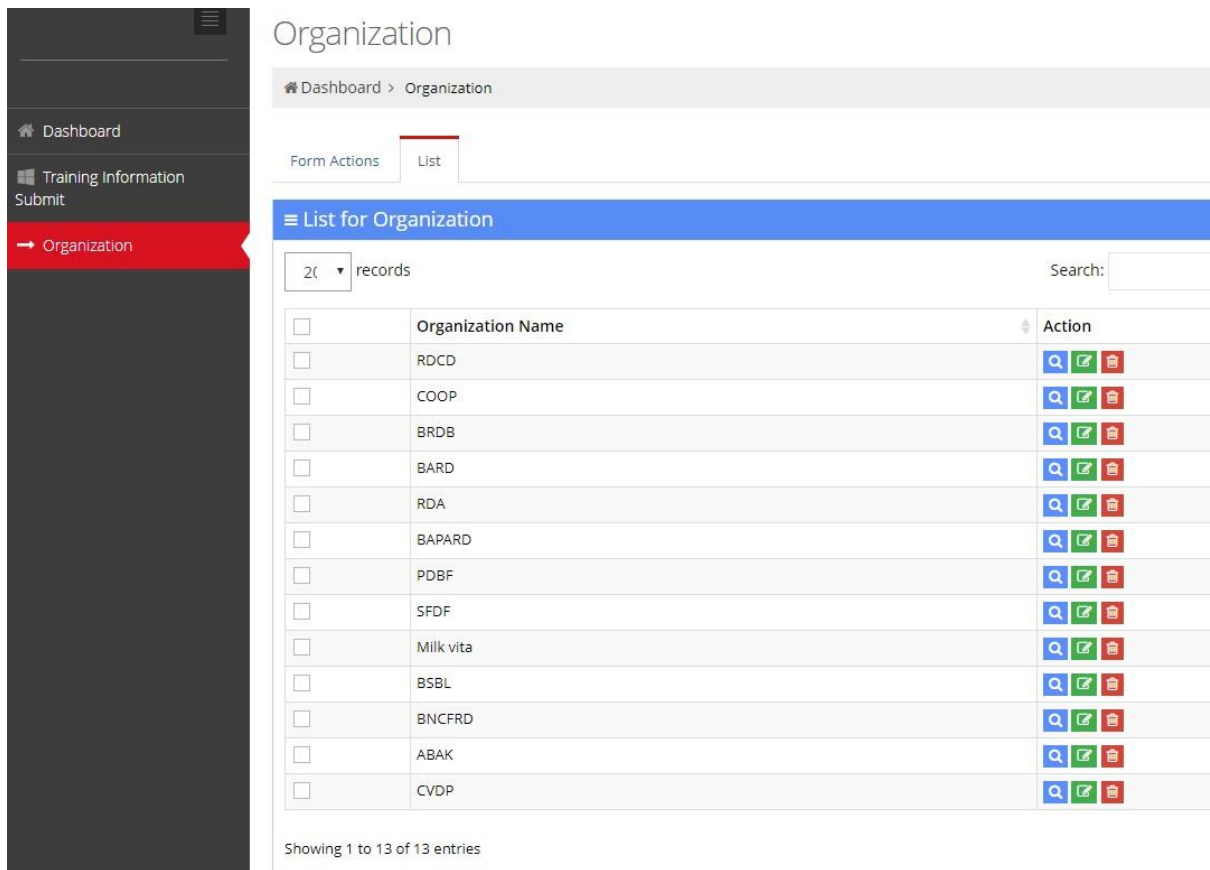 Organization
Dashboard > Organization
Dashboard
Training Information
Submit
Organization
Form Actions
List
List for Organization
records
Search:
Organization Name
Action
RDCD
COOP
BRDB
BARD
RDA
BAPARD
PDBF
SFDF
Milk vita
BSBL
BNCFRD
ABAK
CVDP
Showing 1 to 13 of 13 entries